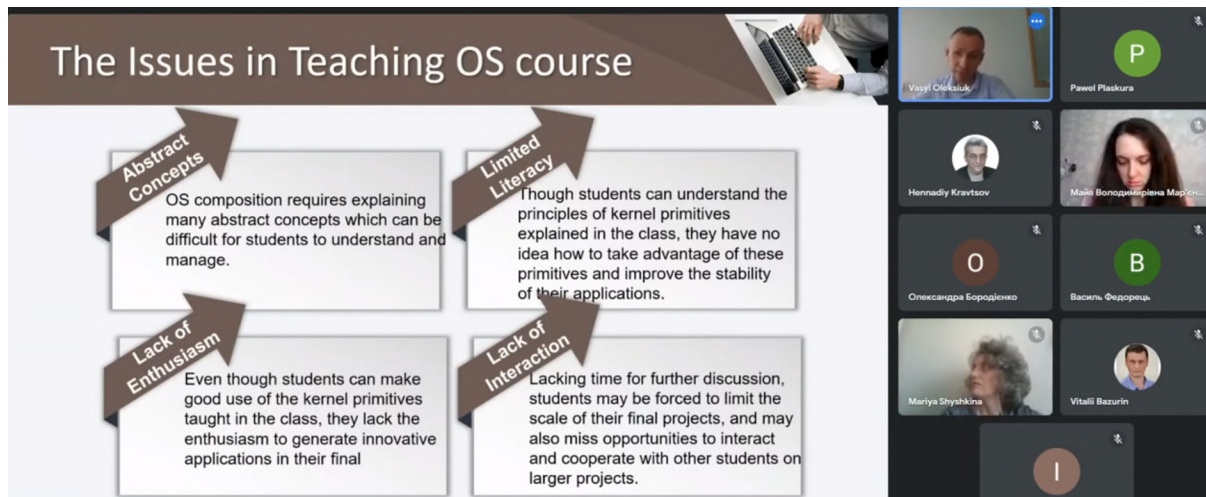 The Issues in Teaching OS course
Abstract
Concepts
OS composition requires explaining
many abstract concepts which can be
difficult for students to understand and
manage.
Limited
Literacy
Though students can understand the
principles of kernel primitives
explained in the class, they have no
idea how to take advantage of these
primitives and improve the stability
of their applications.
Lack of
Enthusiasm
Even though students can make
good use of the kernel primitives
taught in the class, they lack the
enthusiasm to generate innovative
applications in their final
Lack of
Interaction
Lacking time for further discussion,
students may be forced to limit the
scale of their final projects, and may
also miss opportunities to interact
and cooperate with other students on
larger projects.
Vasyl Oleksiuk
P
Pawel Plaskura
Hennadiy Kravtsov
Майя Володимирівна Мар'єн...
О
Олександра Бородієнко
В
Василь Федорець
Mariya Shyshkina
Vitalii Bazurin
I